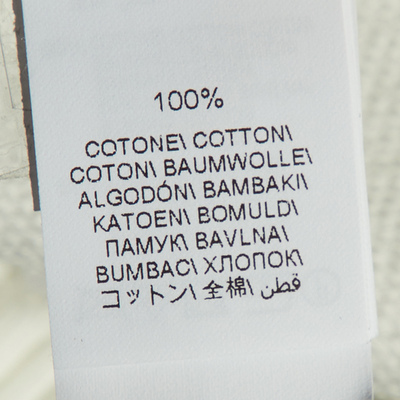 100%
COTONE\ COTTON\
COTON\ BAUMWOLLE\
ALGODÓN\ BAMBAKI\
KATOEN\ BOMULD\
ПАМУК\ BAVLNA\
BUMBAC\ ХЛОПОК\
コットン\ 全棉\ قطن